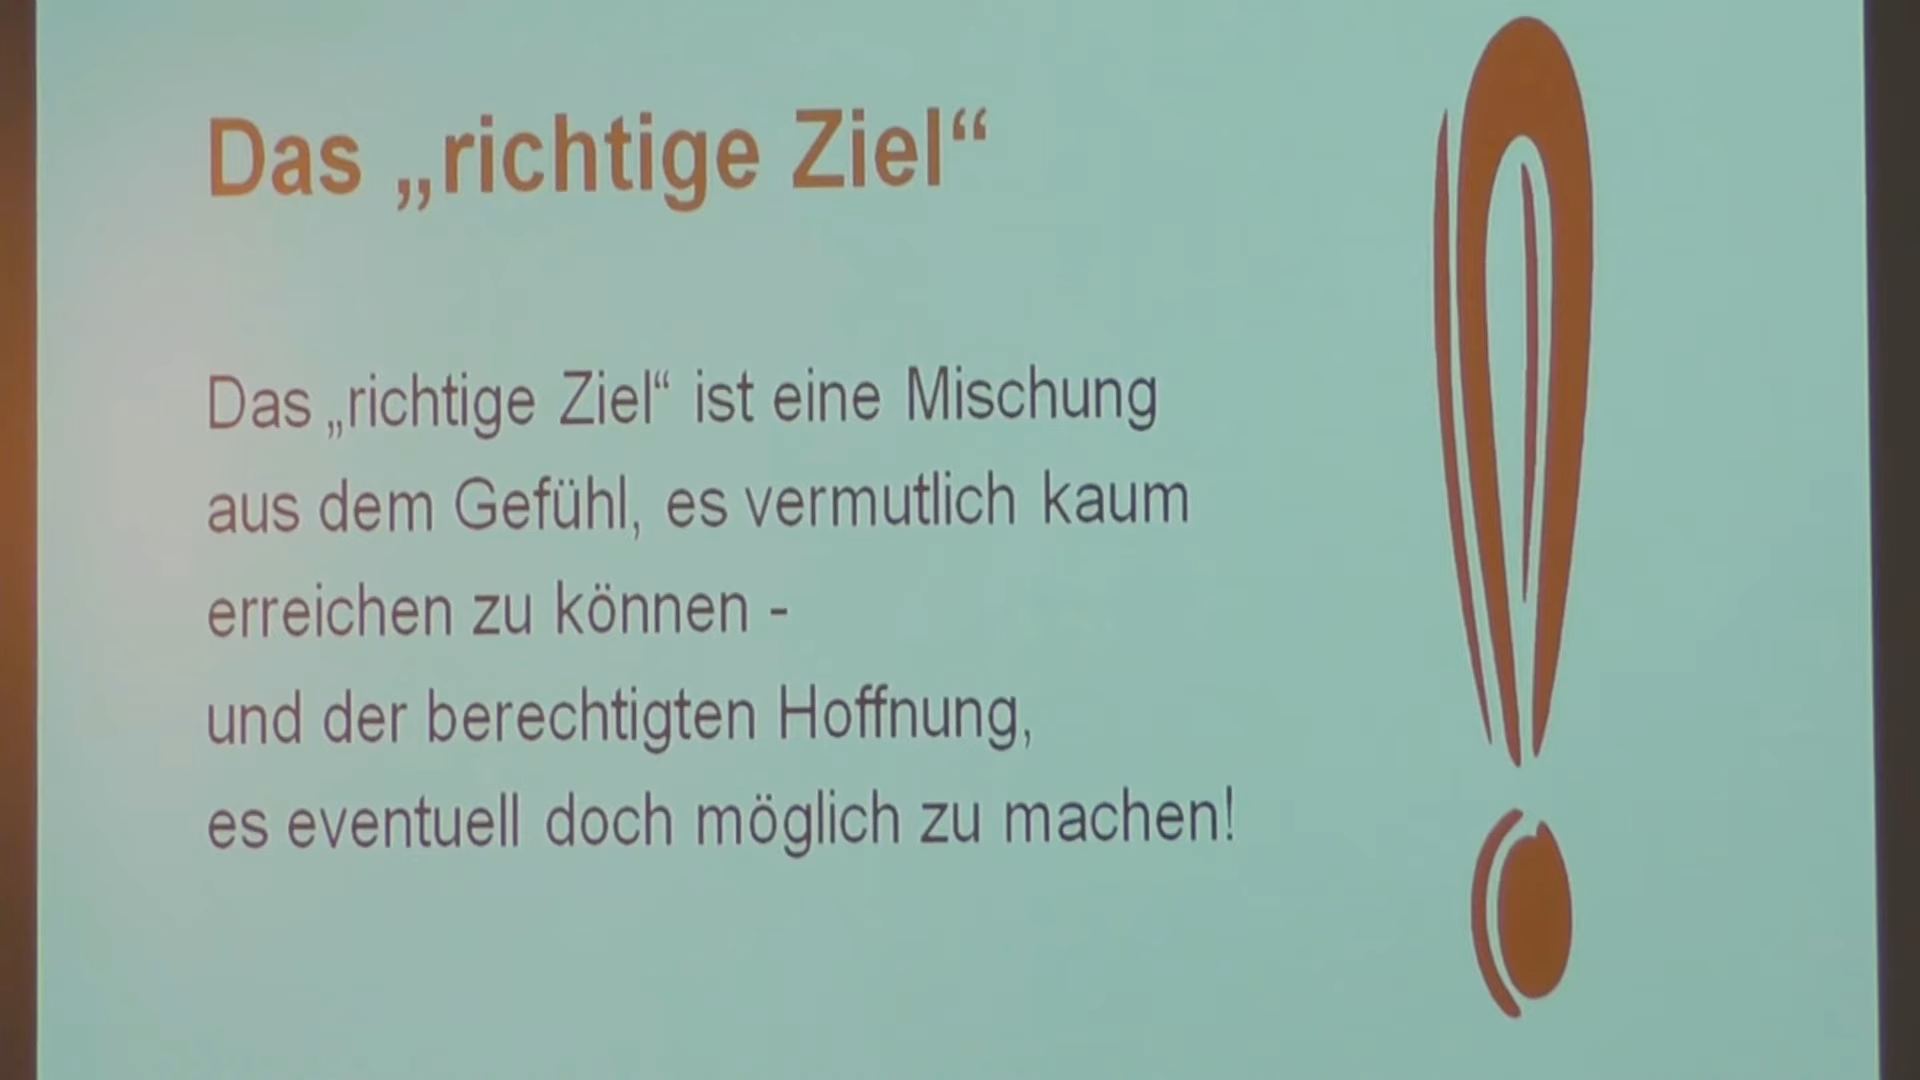 Das „richtige Ziel“
Das „richtige Ziel“ ist eine Mischung
aus dem Gefühl, es vermutlich kaum
erreichen zu können -
und der berechtigten Hoffnung,
es eventuell doch möglich zu machen!